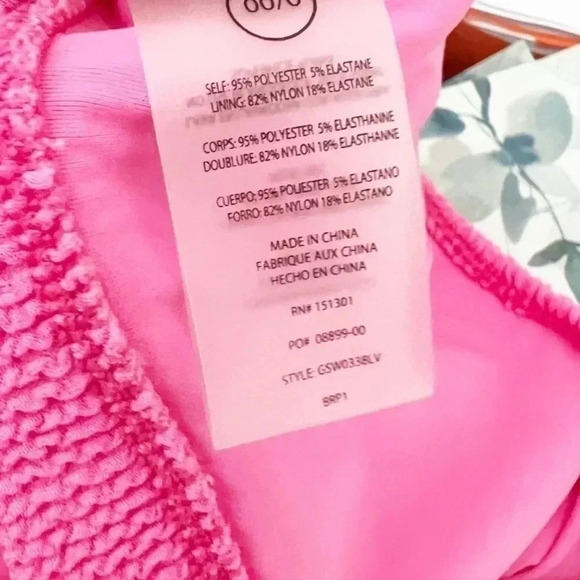 SELF: 95% POLYESTER 5% ELASTANE
LINING: 82% NYLON 18% ELASTANE
CORPS: 95% POLYESTER 5% ELASTHANNE
DOUBLURE: 82% NYLON 18% ELASTHANNE
CUERPO: 95% POLIESTER 5% ELASTANO
FORRO: 82% NYLON 18% ELASTANO
MADE IN CHINA
FABRIQUE AUX CHINA
HECHO EN CHINA
RN# 151301
PO# 08899-00
STYLE: GSW0338LV
BRP1